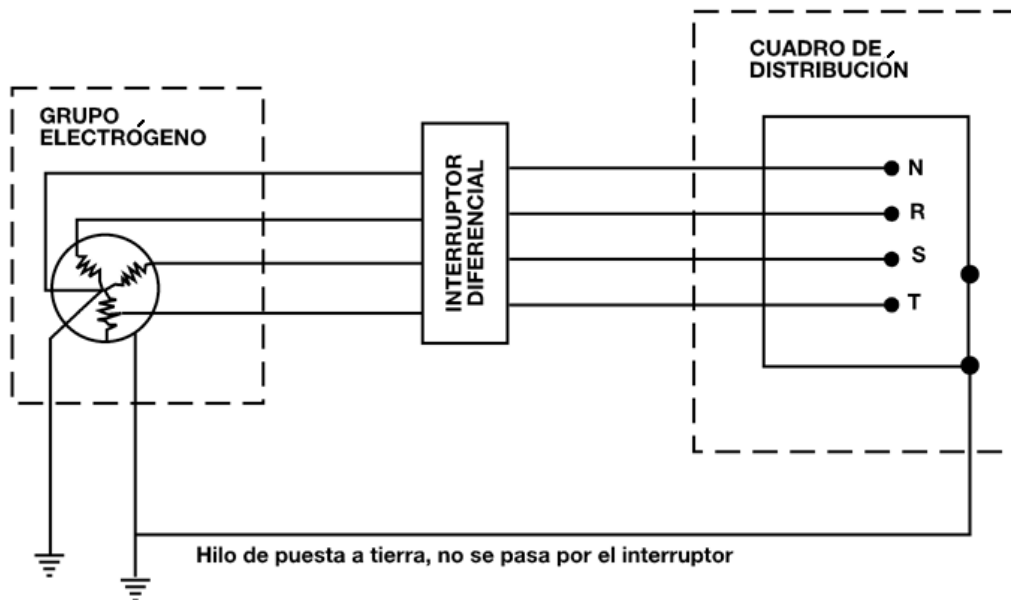 GRUPO
ELECTRÓGENO
INTERRUPTOR
DIFERENCIAL
CUADRO DE
DISTRIBUCIÓN
N
R
S
T
Hilo de puesta a tierra, no se pasa por el interruptor